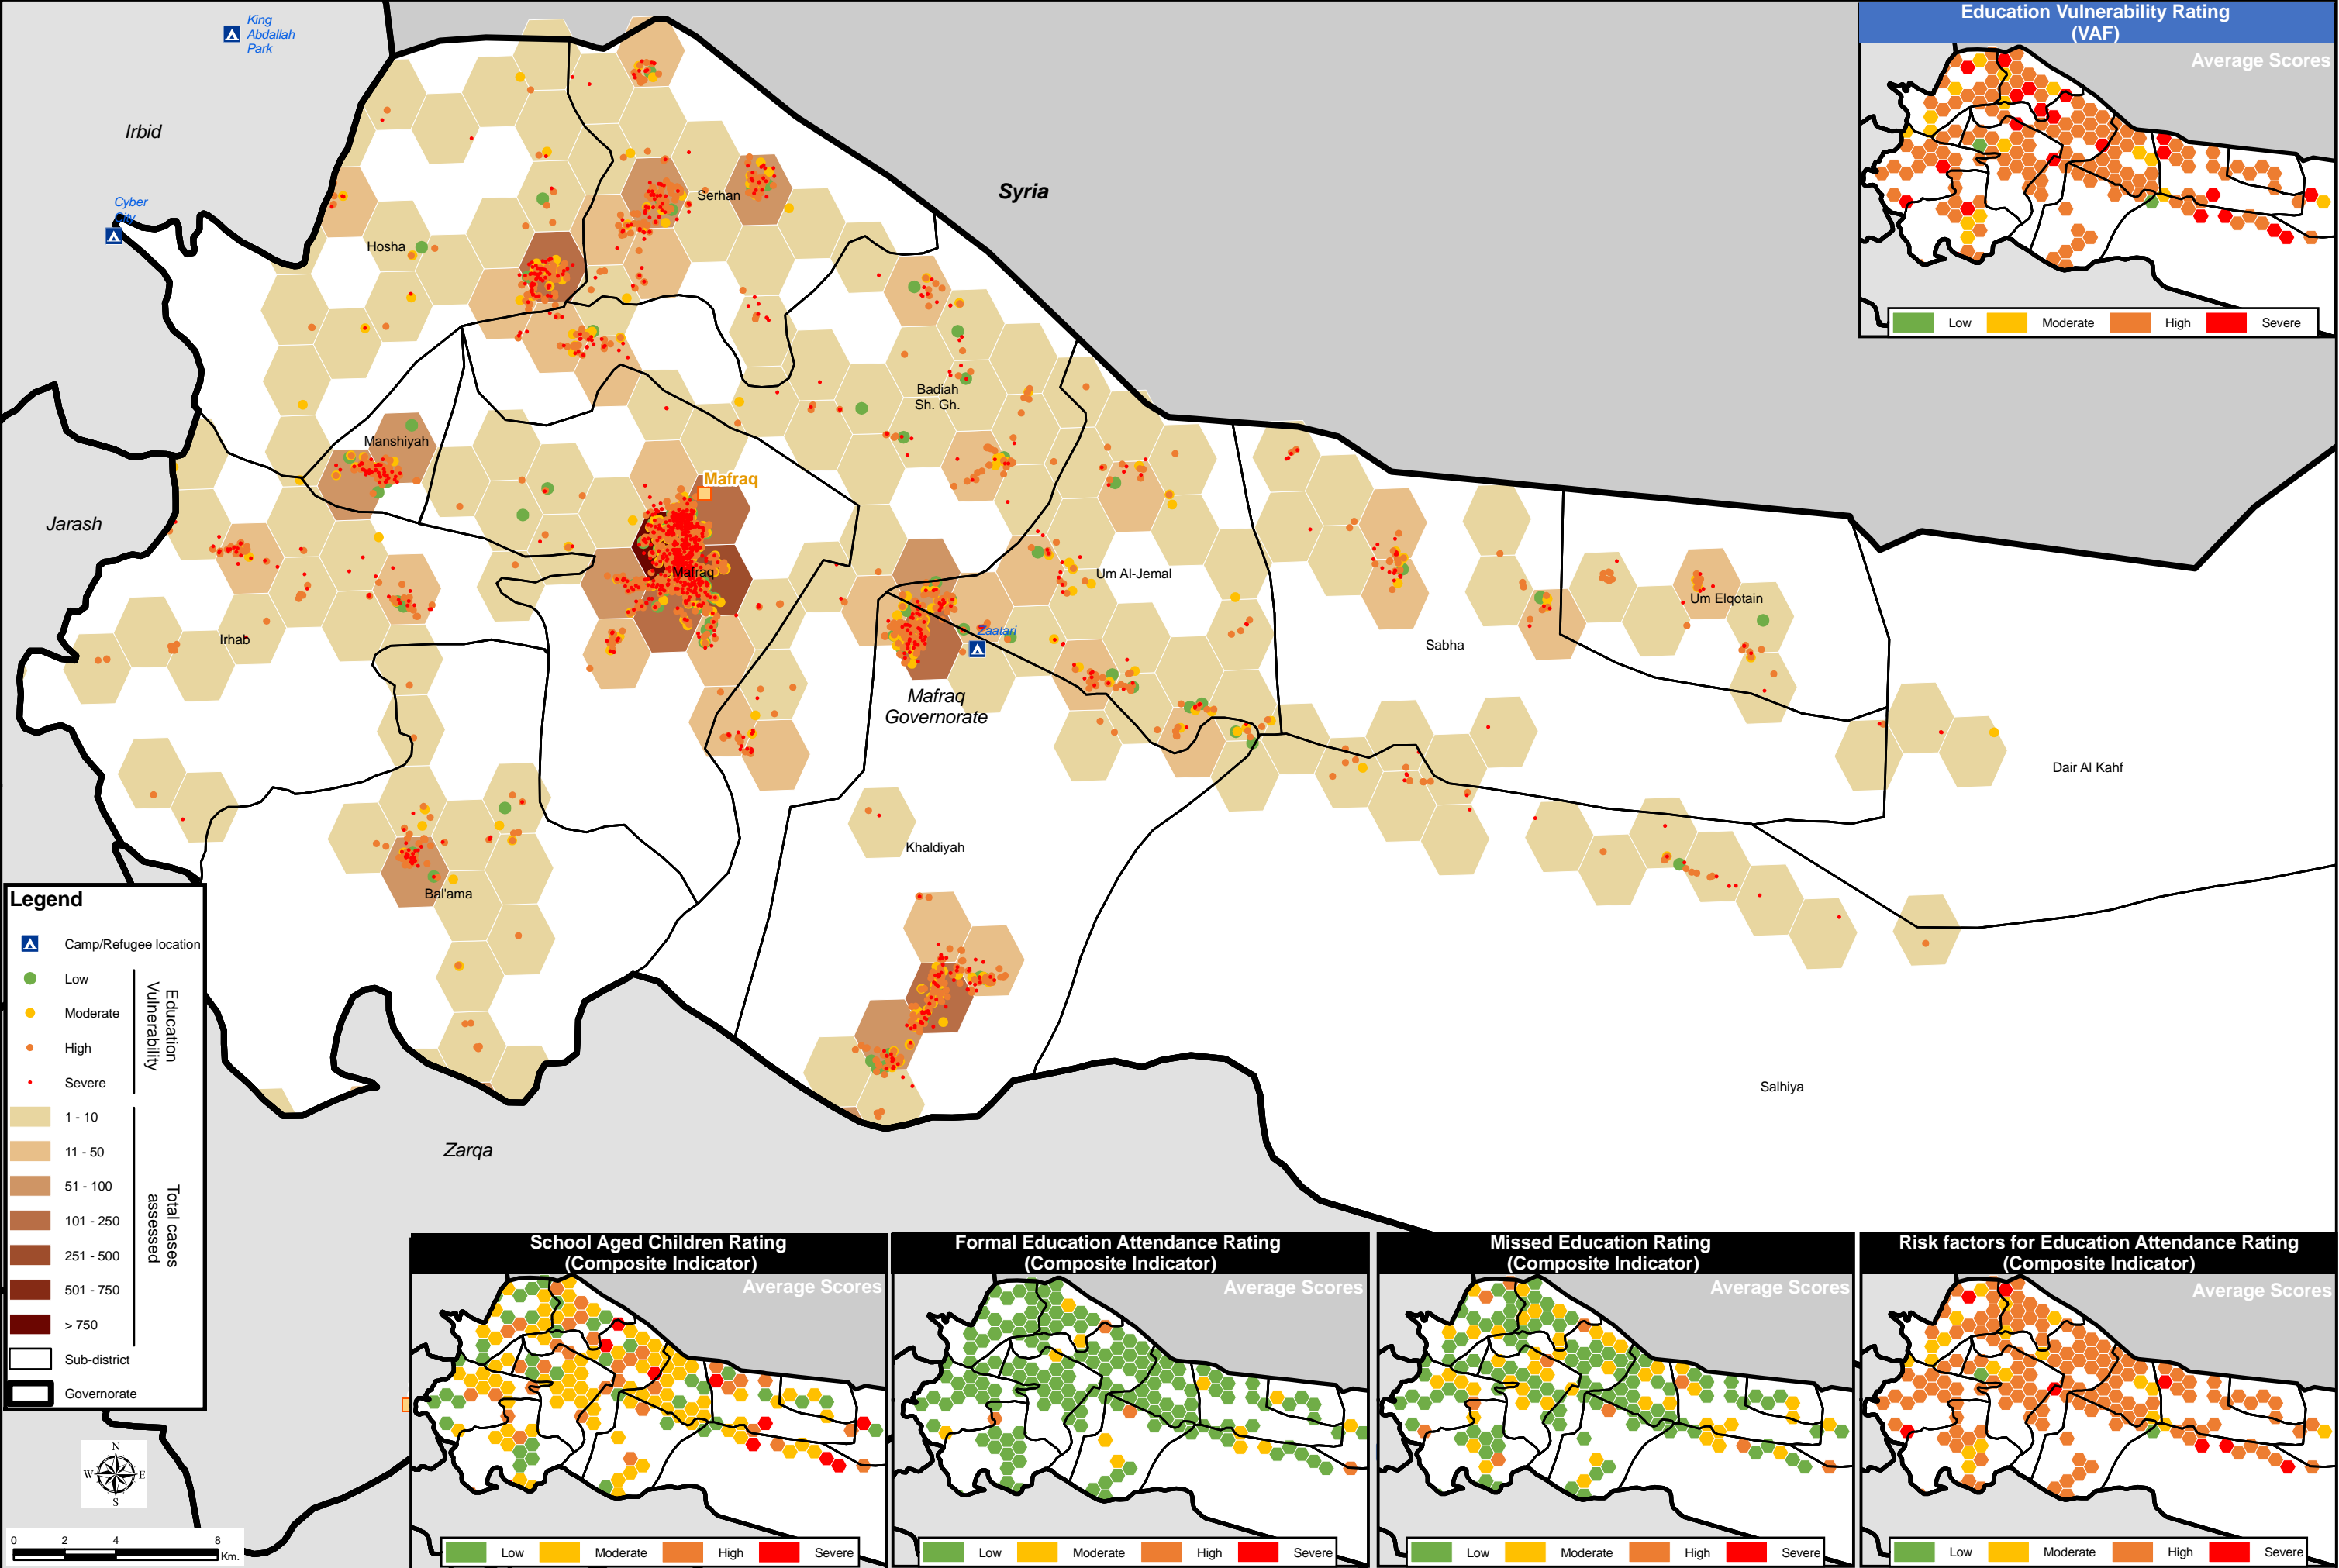 King
Abdallah
Park
Irbid
Cyber
City
Syria
Serhan
Hosha
Badiah
Sh. Gh.
Manshiyah
Mafraq
Jarash
Mafraq
Um Al-Jemal
Um Elqotain
Zaatari
Irhab
Sabha
Mafraq
Governorate
Dair Al Kahf
Khaldiyah
Bal'ama
Salhiya
Zarqa
Education Vulnerability Rating
(VAF)
Average Scores
Low
Moderate
High
Severe
Legend
Camp/Refugee location
Low
Moderate
High
Severe
Education
Vulnerability
1 - 10
11 - 50
51 - 100
101 - 250
251 - 500
501 - 750
> 750
Total cases
assessed
Sub-district
Governorate
N
W E
S
0 2 4 8
Km.
School Aged Children Rating
(Composite Indicator)
Average Scores
Low
Moderate
High
Severe
Formal Education Attendance Rating
(Composite Indicator)
Average Scores
Low
Moderate
High
Severe
Missed Education Rating
(Composite Indicator)
Average Scores
Low
Moderate
High
Severe
Risk factors for Education Attendance Rating
(Composite Indicator)
Average Scores
Low
Moderate
High
Severe